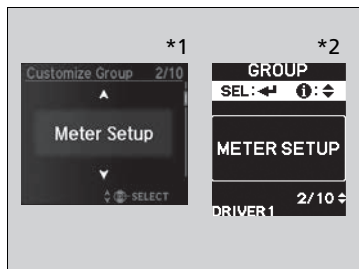 *1
*2
Customize Group 2/10
Meter Setup
SELECT
GROUP
SEL:
METER SETUP
2/10
DRIVER1